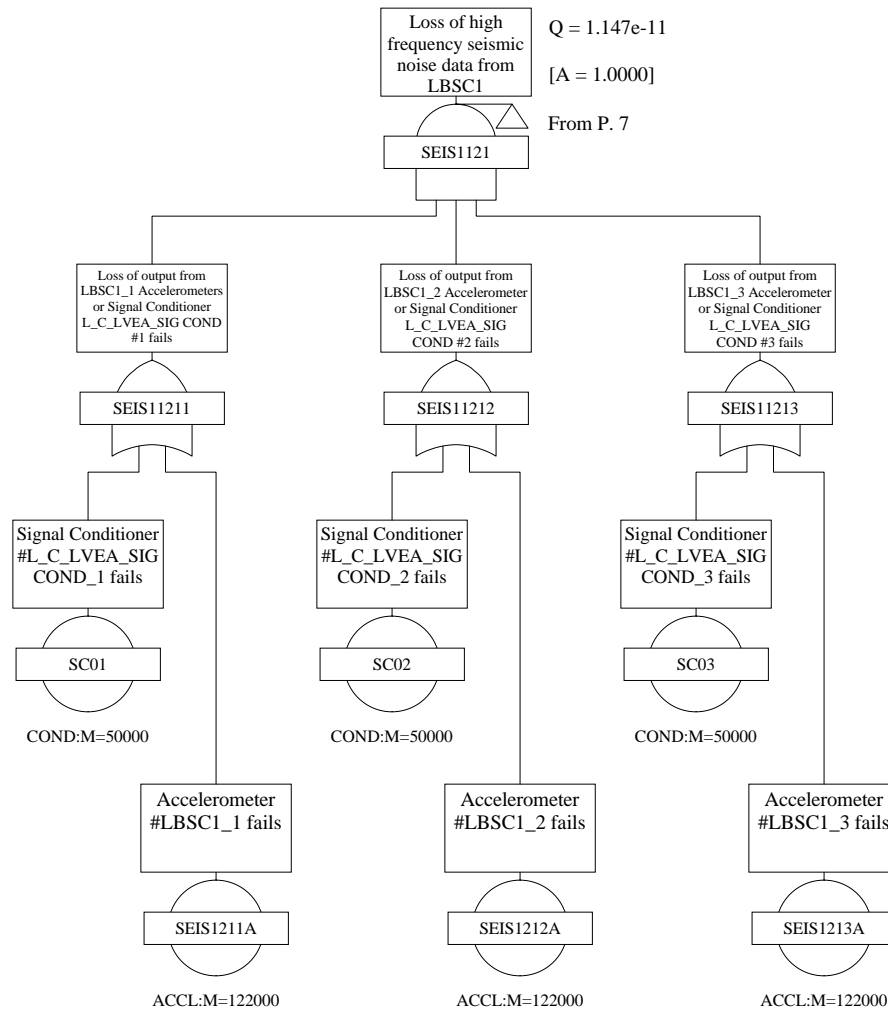 Loss of high
frequency seismic
noise data from
LBSC1
Q = 1.147e-11
[A = 1.0000]
From P. 7
SEIS1121
Loss of output from
LBSC1_1 Accelerometers
or Signal Conditioner
L_C_LVEA_SIG COND
#1 fails
Loss of output from
LBSC1_2 Accelerometer
or Signal Conditioner
L_C_LVEA_SIG
COND #2 fails
Loss of output from
LBSC1_3 Accelerometer
or Signal Conditioner
L_C_LVEA_SIG
COND #3 fails
SEIS11211
SEIS11212
SEIS11213
Signal Conditioner
#L_C_LVEA_SIG
COND_1 fails
Signal Conditioner
#L_C_LVEA_SIG
COND_2 fails
Signal Conditioner
#L_C_LVEA_SIG
COND_3 fails
SC01
SC02
SC03
COND:M=50000
COND:M=50000
COND:M=50000
Accelerometer
#LBSC1_1 fails
Accelerometer
#LBSC1_2 fails
Accelerometer
#LBSC1_3 fails
SEIS1211A
SEIS1212A
SEIS1213A
ACCL:M=122000
ACCL:M=122000
ACCL:M=122000